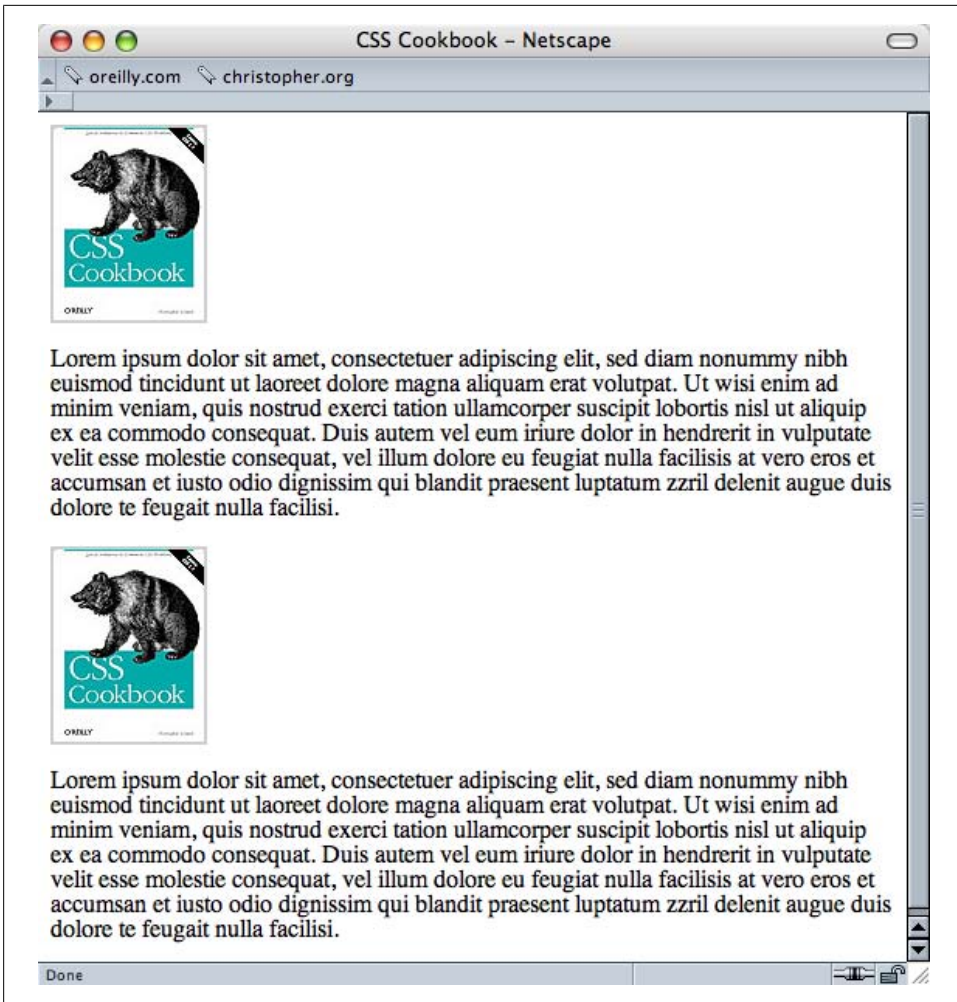 CSS Cookbook – Netscape
oreilly.com christopher.org
CSS
Cookbook
O'REILLY
Lorem ipsum dolor sit amet, consectetuer adipiscing elit, sed diam nonummy nibh
euismod tincidunt ut laoreet dolore magna aliquam erat volutpat. Ut wisi enim ad
minim veniam, quis nostrud exerci tation ullamcorper suscipit lobortis nisl ut aliquip
ex ea commodo consequat. Duis autem vel eum iriure dolor in hendrerit in vulputate
velit esse molestie consequat, vel illum dolore eu feugiat nulla facilisis at vero eros et
accumsan et iusto odio dignissim qui blandit praesent luptatum zzril delenit augue duis
dolore te feugait nulla facilisi.
CSS
Cookbook
O'REILLY
Lorem ipsum dolor sit amet, consectetuer adipiscing elit, sed diam nonummy nibh
euismod tincidunt ut laoreet dolore magna aliquam erat volutpat. Ut wisi enim ad
minim veniam, quis nostrud exerci tation ullamcorper suscipit lobortis nisl ut aliquip
ex ea commodo consequat. Duis autem vel eum iriure dolor in hendrerit in vulputate
velit esse molestie consequat, vel illum dolore eu feugiat nulla facilisis at vero eros et
accumsan et iusto odio dignissim qui blandit praesent luptatum zzril delenit augue duis
dolore te feugait nulla facilisi.
Done